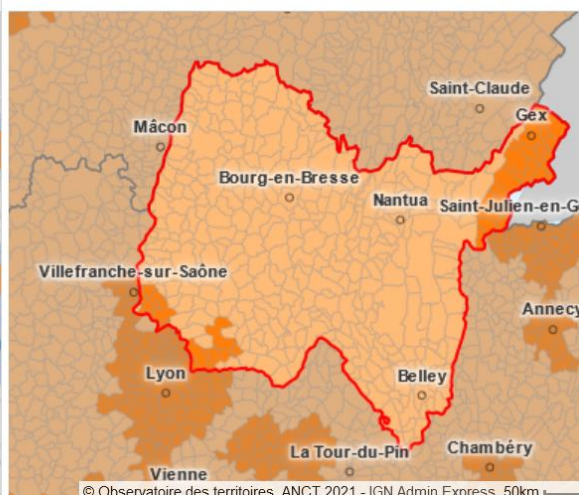 Saint-Claude
Gex
Mâcon
Bourg-en-Bresse
Nantua
Saint-Julien-en-Ge
Villefranche-sur-Saône
Annecy
Lyon
Belley
La Tour-du-Pin
Chambéry
Vienne
© Observatoire des territoires, ANCT 2021 - IGN Admin Express, 50km